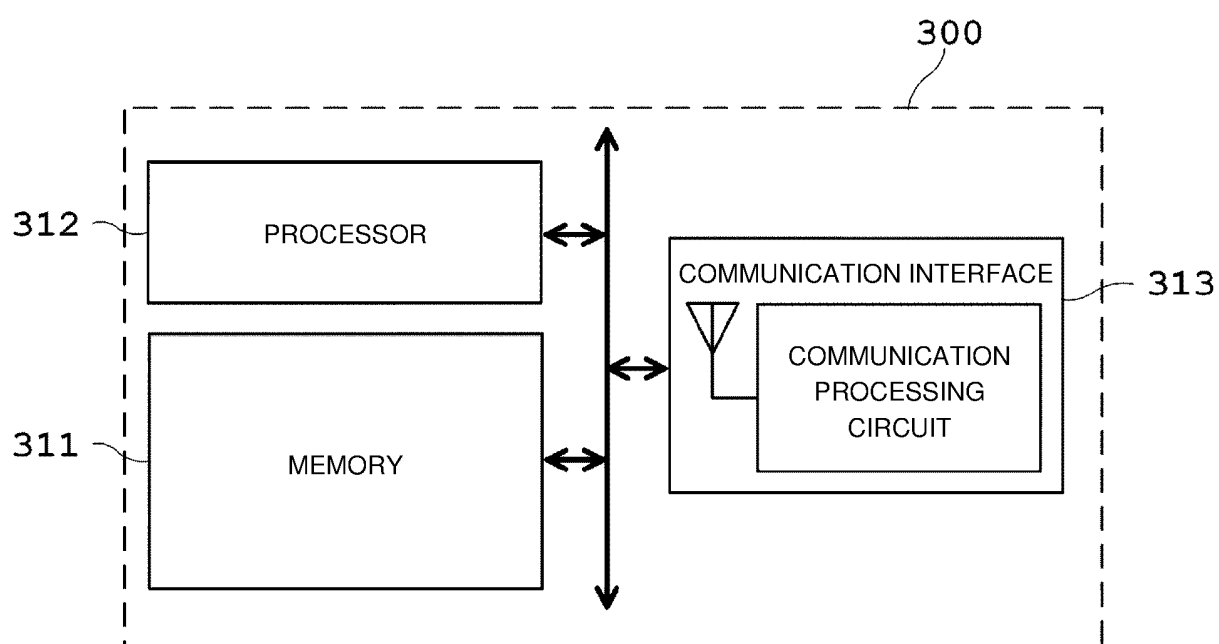 300
312
PROCESSOR
COMMUNICATION INTERFACE
313
COMMUNICATION
PROCESSING
CIRCUIT
311
MEMORY